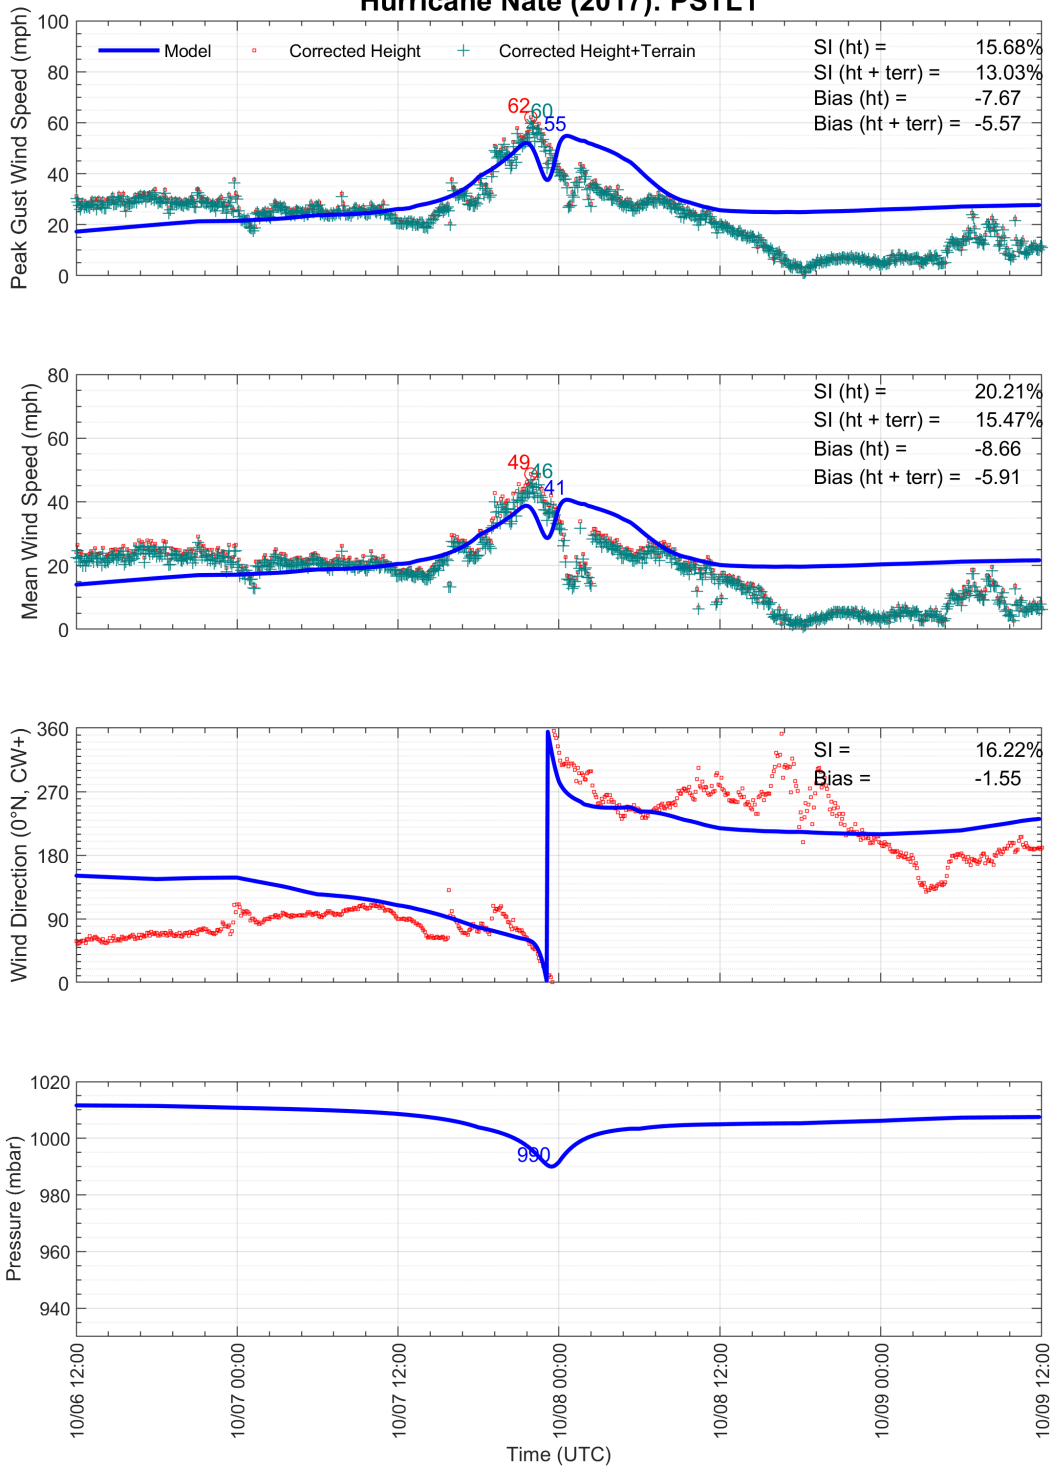 Hurricane Nate (2017): PSTLT
Peak Gust Wind Speed (mph)
100
80
60
40
20
0
Model
Corrected Height
Corrected Height+Terrain
SI (ht) = 15.68%
SI (ht + terr) = 13.03%
Bias (ht) = -7.67
Bias (ht + terr) = -5.57
62
60
55
Mean Wind Speed (mph)
80
60
40
20
0
SI (ht) = 20.21%
SI (ht + terr) = 15.47%
Bias (ht) = -8.66
Bias (ht + terr) = -5.91
49
46
41
Wind Direction (0°N, CW+)
360
270
180
90
0
SI = 16.22%
Bias = -1.55
Pressure (mbar)
1020
1000
980
960
940
990
10/06 12:00
10/07 00:00
10/07 12:00
10/08 00:00
10/08 12:00
10/09 00:00
10/09 12:00
Time (UTC)